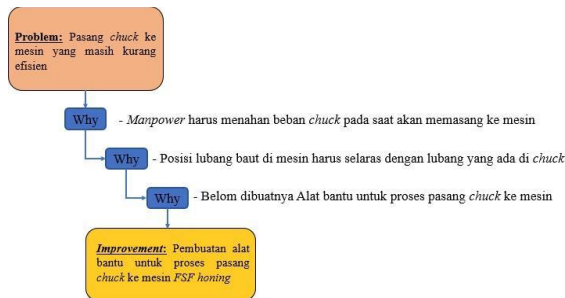 Problem: Pasang chuck ke
mesin yang masih kurang
efisien
Why
- Manpower harus menahan beban chuck pada saat akan memasang ke mesin
Why
- Posisi lubang baut di mesin harus selaras dengan lubang yang ada di chuck
Why
- Belom dibuatnya Alat bantu untuk proses pasang chuck ke mesin
Improvement: Pembuatan alat
bantu untuk proses pasang
chuck ke mesin FSF honing